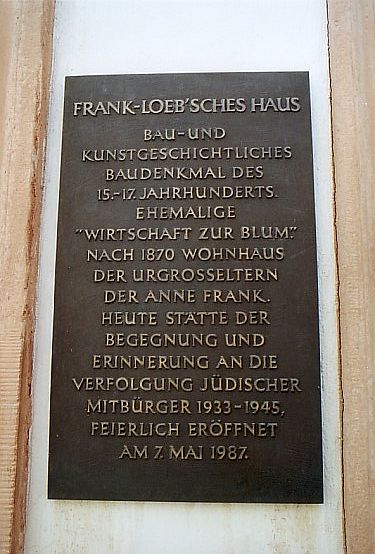 FRANK-LOEB'SCHES HAUS
BAU-UND
KUNSTGESCHICHTLICHES
BAUDENKMAL DES
15.-17. JAHRHUNDERTS.
EHEMALIGE
"WIRTSCHAFT ZUR BLUM".
NACH 1870 WOHNHAUS
DER URGROSSELTERN
DER ANNE FRANK.
HEUTE STÄTTE DER
BEGEGNUNG UND
ERINNERUNG AN DIE
VERFOLGUNG JÜDISCHER
MITBÜRGER 1933-1945,
FEIERLICH ERÖFFNET
AM 7. MAI 1987.